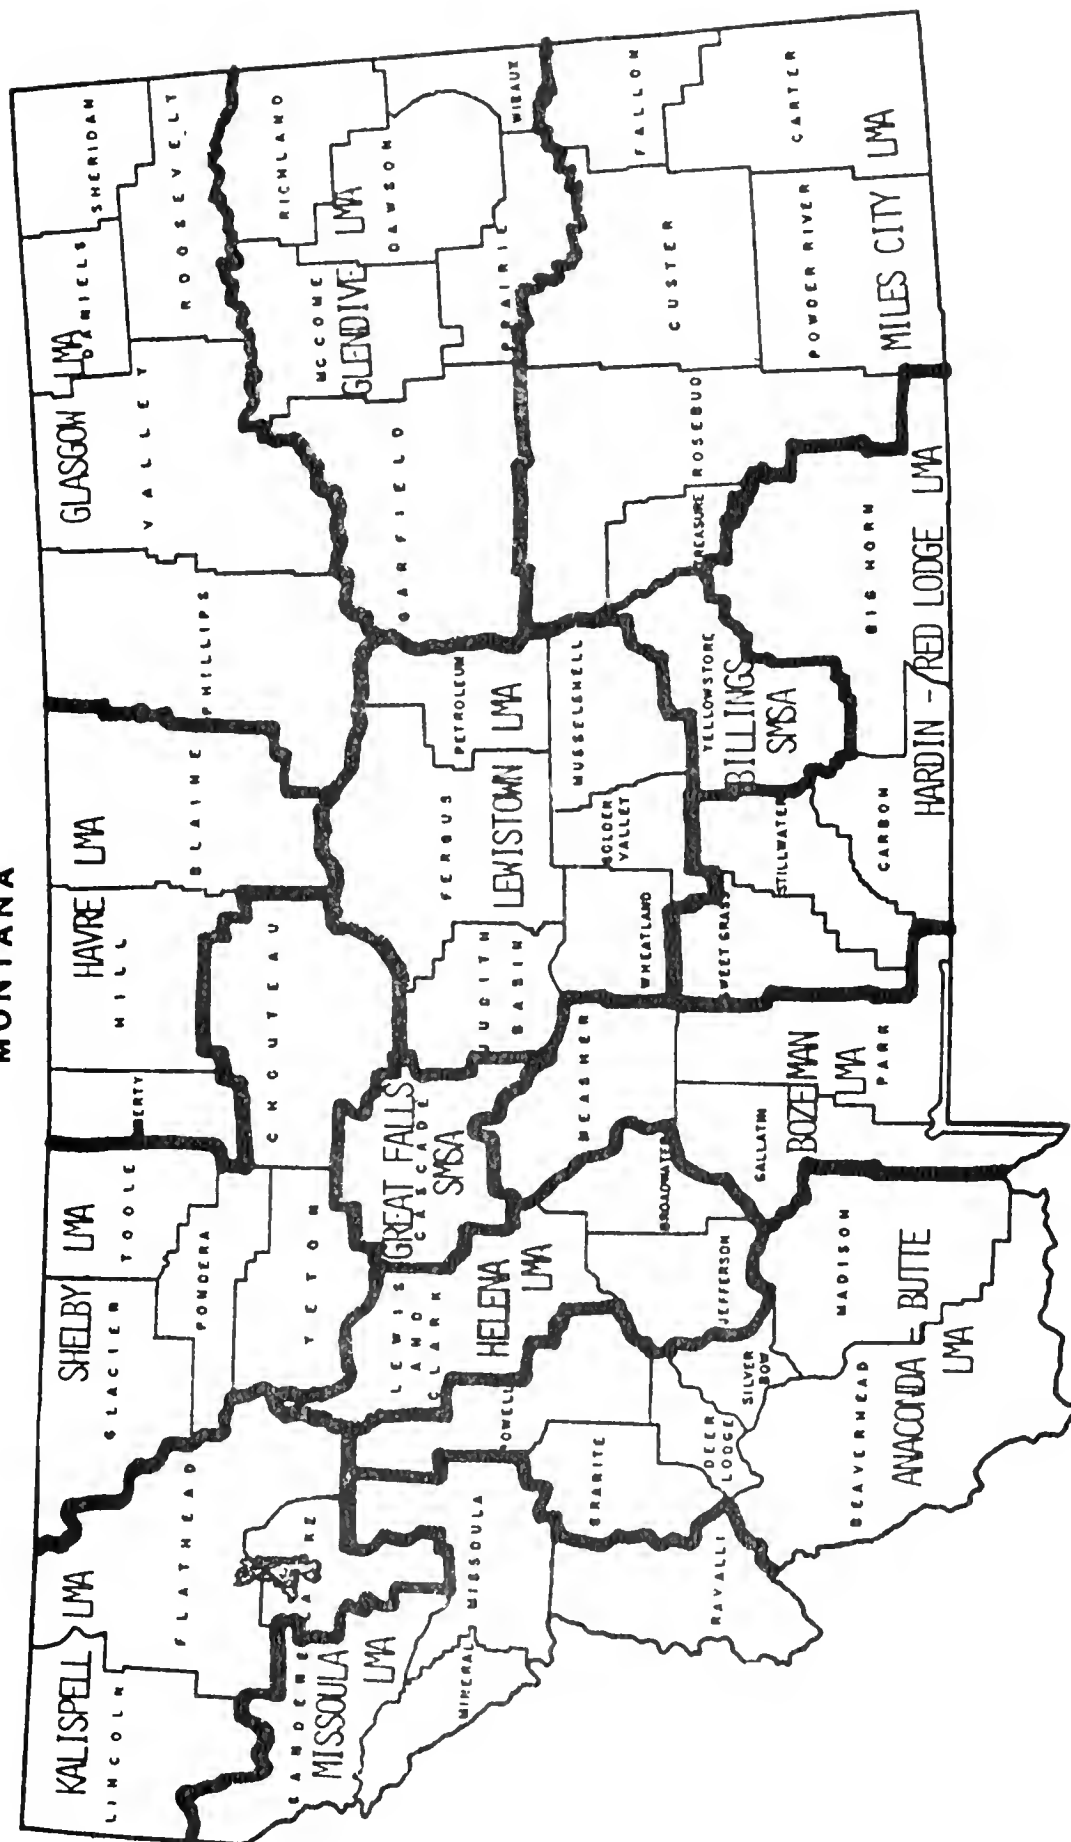 MONTANA
KALISPELL LMA
LINCOLN
FLATHEAD
SHELBY LMA
GLACIER
TOOLE
PONDERA
TETON
HAVRE LMA
HILL
BLAINE
CHOUTEAU
GLASGOW LMA
PHILLIPS
VALLEY
DANIELS
SHERIDAN
ROOSEVELT
MISSOULA
LMA
MINERAL
MISSOULA
RAVALLI
POWELL
LEWIS
AND
CLARK
HELENA
LMA
JEFFERSON
BROADWATER
GREAT FALLS
CASCADE
SMSA
MEAGHER
JUDITH
BASIN
FERGUS
PETROLEUM
LEWISTOWN LMA
WHEATLAND
GOLDEN
VALLEY
MUSSELSHELL
GARFIELD
MCCONE
RICHLAND
GLENDIVE LMA
DAWSON
PRAIRIE
WIBAUX
GRANITE
DEER
LODGE
SILVER
BOW
BEAVERHEAD
MADISON
ANACONDA - BUTTE
LMA
GALLATIN
BOZEMAN
LMA
PARK
SWEET GRASS
STILLWATER
CARBON
YELLOWSTONE
BILLINGS
SMSA
BIG HORN
HARDIN - RED LODGE LMA
TREASURE
ROSEBUD
CUSTER
FALLON
POWDER RIVER
CARTER
MILES CITY LMA